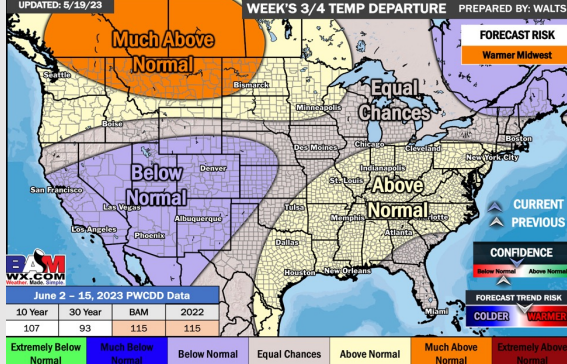 UPDATED: 5/19/23
WEEK'S 3/4 TEMP DEPARTURE
PREPARED BY: WALTS
FORECAST RISK
Warmer Midwest
Much Above
Normal
Seattle
Bismarck
Equal
Chances
Minneapolis
Boise
Boston
Des Moines
Chicago
Cleveland
New York City
Below
Normal
Denver
Indianapolis
St. Louis
Above
Normal
San Francisco
Las Vegas
Albuquerque
Tulsa
Memphis
rlotte
CURRENT
PREVIOUS
Los Angeles
Phoenix
Atlanta
Dallas
CONFIDENCE
Below Normal
Above Normal
BAM
WX.COM
Weather. Made. Simple.
Houston
New Orleans
June 2 – 15, 2023 PWCDD Data
10 Year 30 Year BAM 2022
107 93 115 115
Miami
FORECAST TREND RISK
COLDER
WARMER
Extremely Below Normal
Much Below Normal
Below Normal
Equal Chances
Above Normal
Much Above Normal
Extremely Above Normal